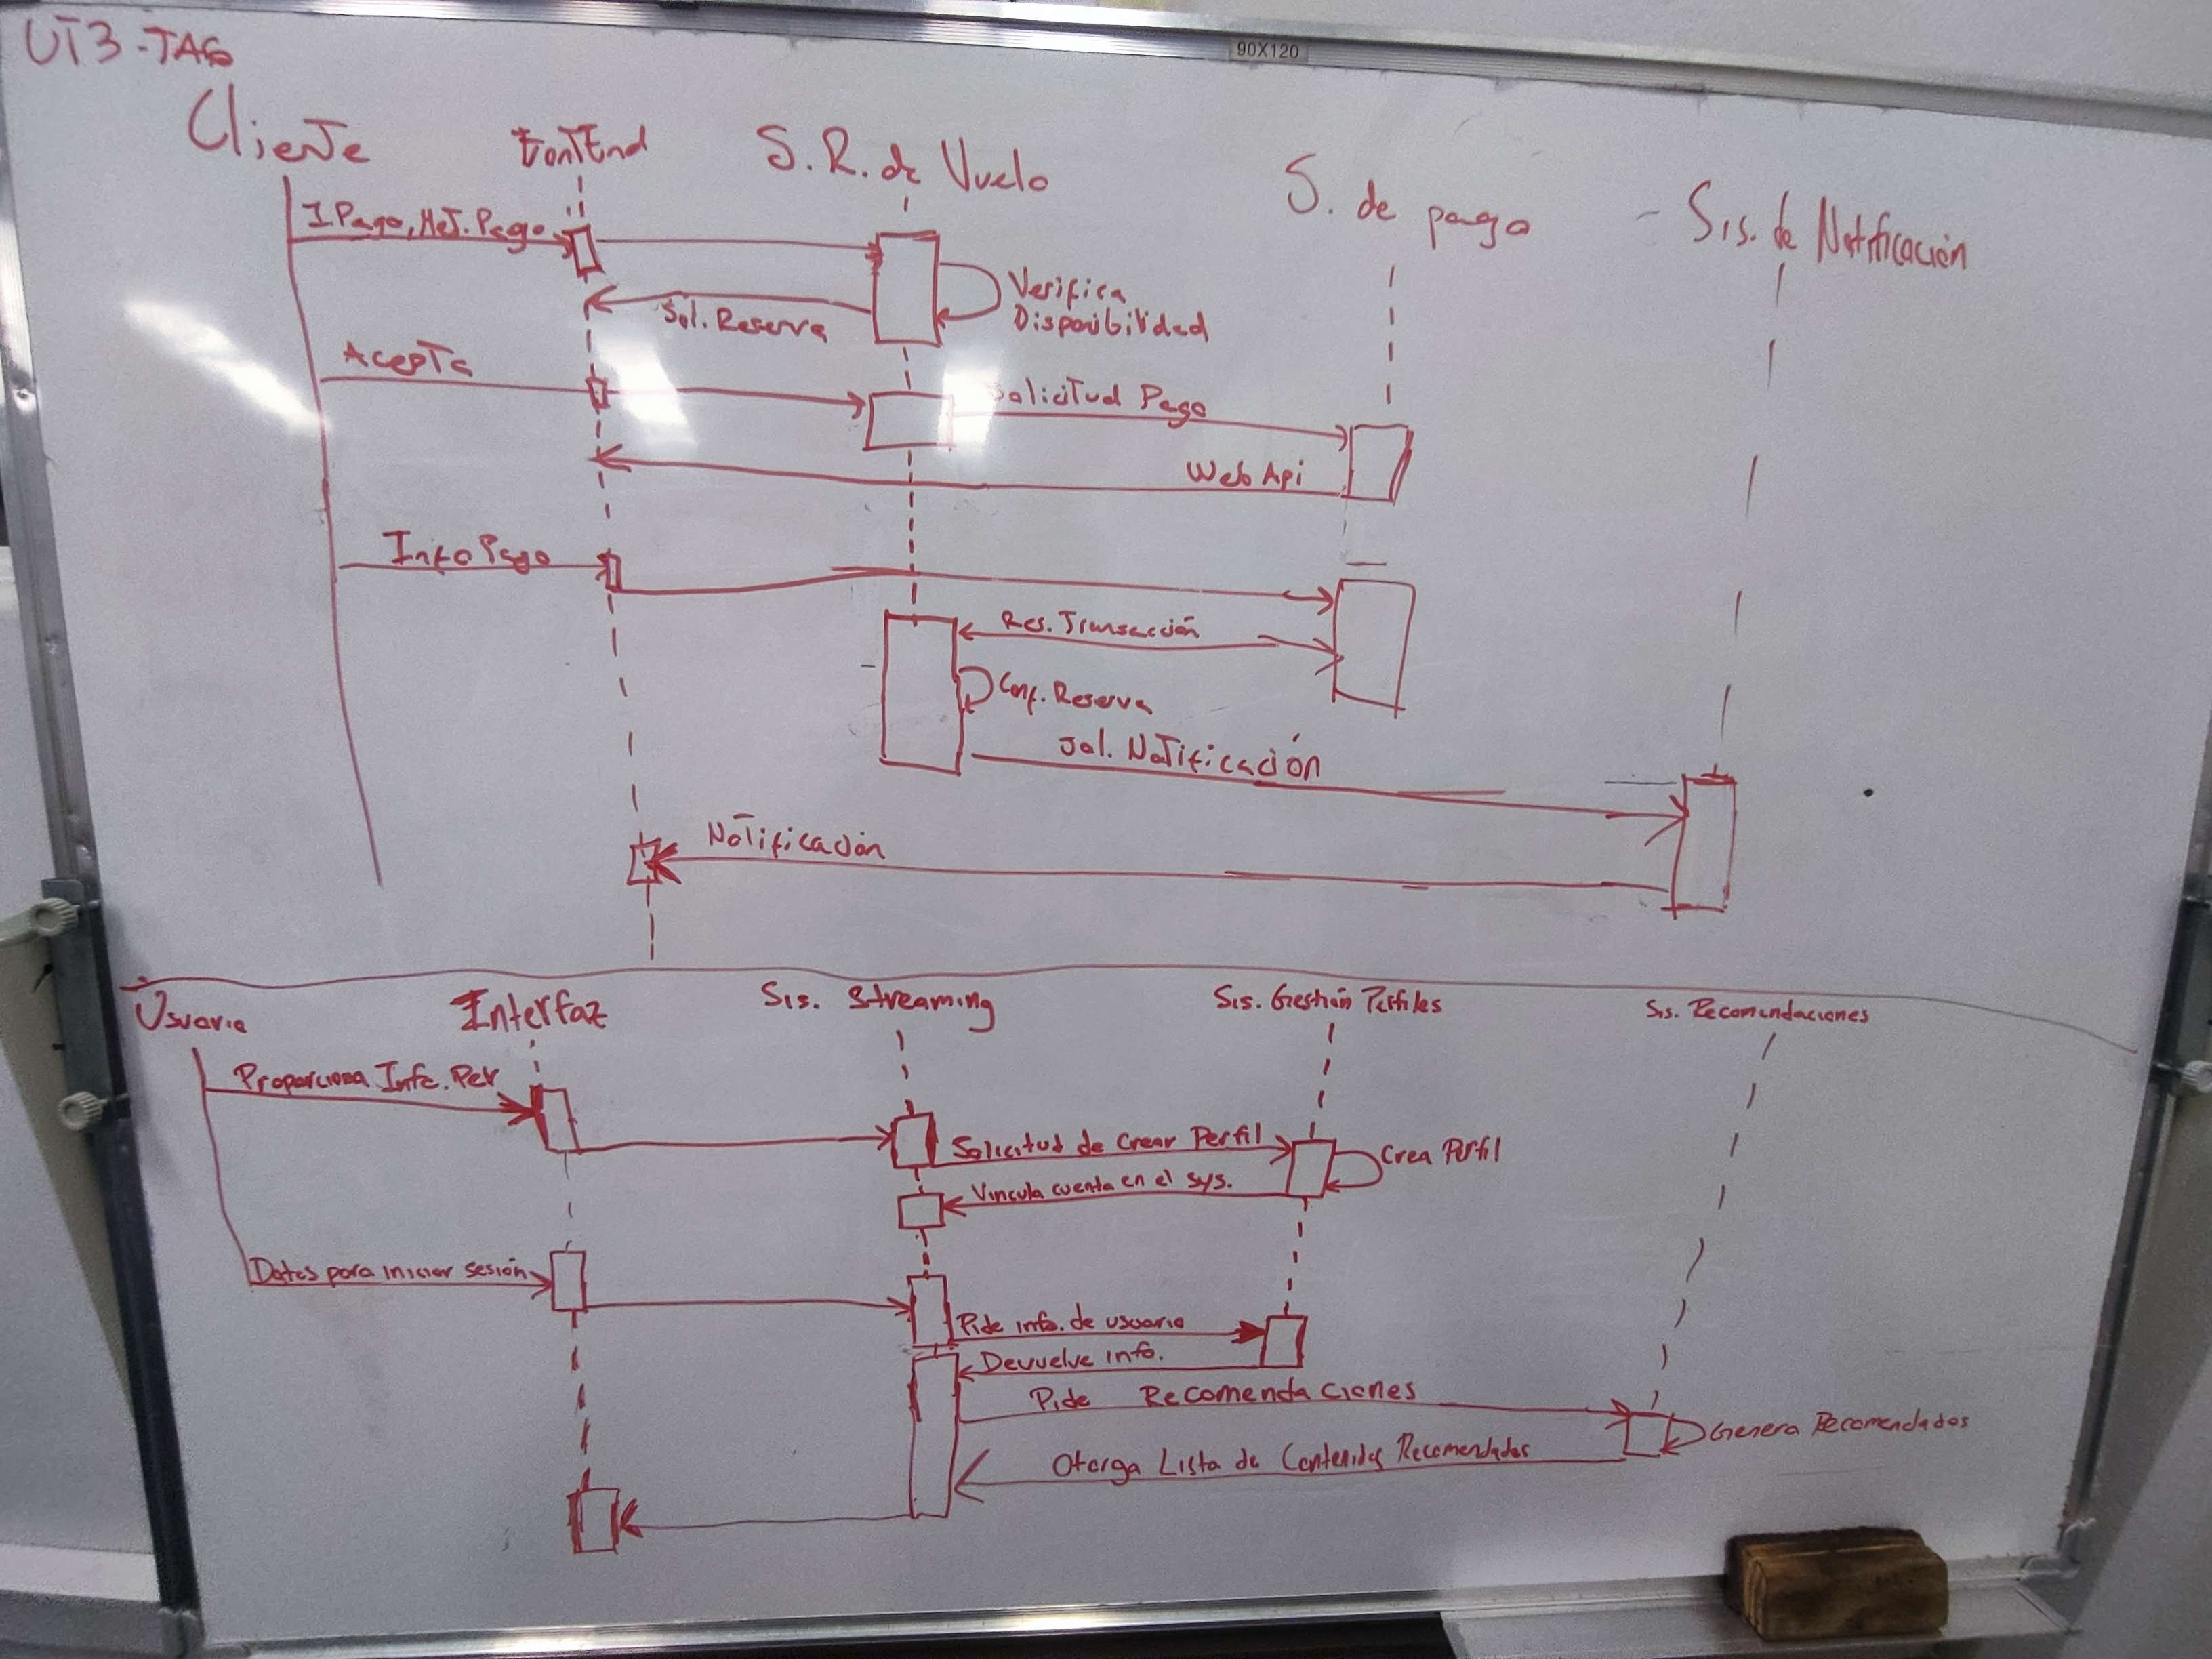 UT3-TA6
90X120
Cliente
FontEnd
S. R. de Vuelo
S. de pago
Sis. de Notificación
I Pago, Met. Pago
Verifica
Disponibilidad
Sol. Reserva
Acepta
Solicitud Pago
Web Api
Info Pago
Res. Transacción
Conf. Reserva
Sol. Notificación
Notificación
Usuario
Interfaz
Sis. Streaming
Sis. Gestión Perfiles
Sis. Recomendaciones
Proporciona Info. Per
Solicitud de Crear Perfil
Crea Perfil
Vincula cuenta en el sys.
Datos para iniciar sesión
Pide info. de usuario
Devuelve info.
Pide Recomendaciones
Genera Recomendados
Otorga Lista de Contenidos Recomendados